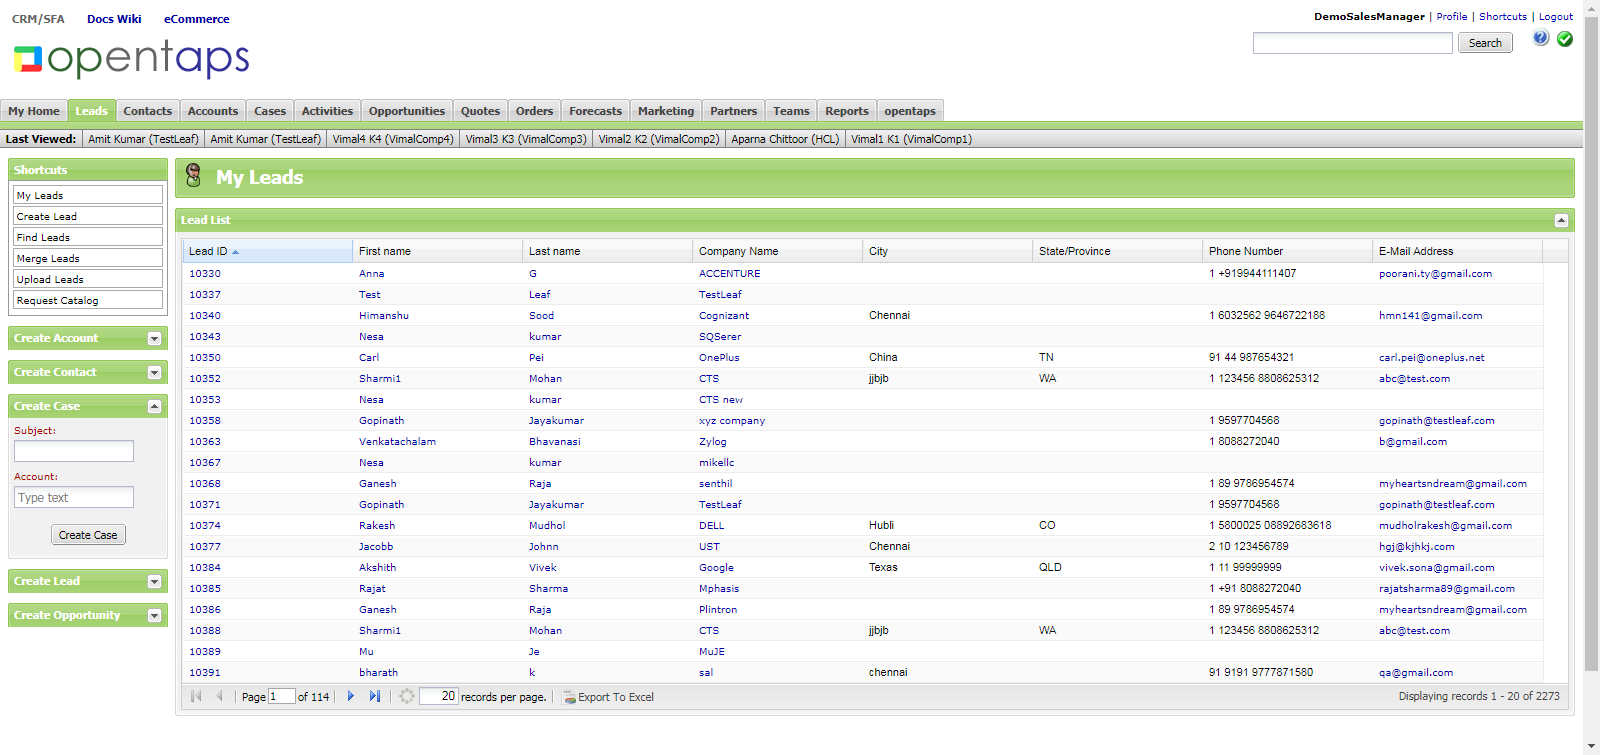 CRM/SFA Docs Wiki eCommerce
DemoSalesManager | Profile | Shortcuts | Logout
opentaps
Search
My Home Leads Contacts Accounts Cases Activities Opportunities Quotes Orders Forecasts Marketing Partners Teams Reports opentaps
Last Viewed: Amit Kumar (TestLeaf) Amit Kumar (TestLeaf) Vimal4 K4 (VimalComp4) Vimal3 K3 (VimalComp3) Vimal2 K2 (VimalComp2) Aparna Chittoor (HCL) Vimal1 K1 (VimalComp1)
Shortcuts
My Leads
Create Lead
Find Leads
Merge Leads
Upload Leads
Request Catalog
Create Account
Create Contact
Create Case
Subject:
Account:
Type text
Create Case
Create Lead
Create Opportunity
My Leads
Lead List
Lead ID First name Last name Company Name City State/Province Phone Number E-Mail Address
10330 Anna G ACCENTURE 1 +919944111407 poorani.ty@gmail.com
10337 Test Leaf TestLeaf
10340 Himanshu Sood Cognizant Chennai 1 6032562 9646722188 hmn141@gmail.com
10343 Nesa kumar SQSerer
10350 Carl Pei OnePlus China TN 91 44 987654321 carl.pei@oneplus.net
10352 Sharmi1 Mohan CTS jjbjb WA 1 123456 8808625312 abc@test.com
10353 Nesa kumar CTS new
10358 Gopinath Jayakumar xyz company 1 9597704568 gopinath@testleaf.com
10363 Venkatachalam Bhavanasi Zylog 1 8088272040 b@gmail.com
10367 Nesa kumar mikellc
10368 Ganesh Raja senthil 1 89 9786954574 myheartsndream@gmail.com
10371 Gopinath Jayakumar TestLeaf 1 9597704568 gopinath@testleaf.com
10374 Rakesh Mudhol DELL Hubli CO 1 5800025 08892683618 mudholrakesh@gmail.com
10377 Jacobb Johnn UST Chennai 2 10 123456789 hgj@kjhkj.com
10384 Akshith Vivek Google Texas QLD 1 11 99999999 vivek.sona@gmail.com
10385 Rajat Sharma Mphasis 1 +91 8088272040 rajatsharma89@gmail.com
10386 Ganesh Raja Plintron 1 89 9786954574 myheartsndream@gmail.com
10388 Sharmi1 Mohan CTS jjbjb WA 1 123456 8808625312 abc@test.com
10389 Mu Je MuJE
10391 bharath k sal chennai 91 9191 9777871580 qa@gmail.com
Page 1 of 114 20 records per page. Export To Excel Displaying records 1 - 20 of 2273